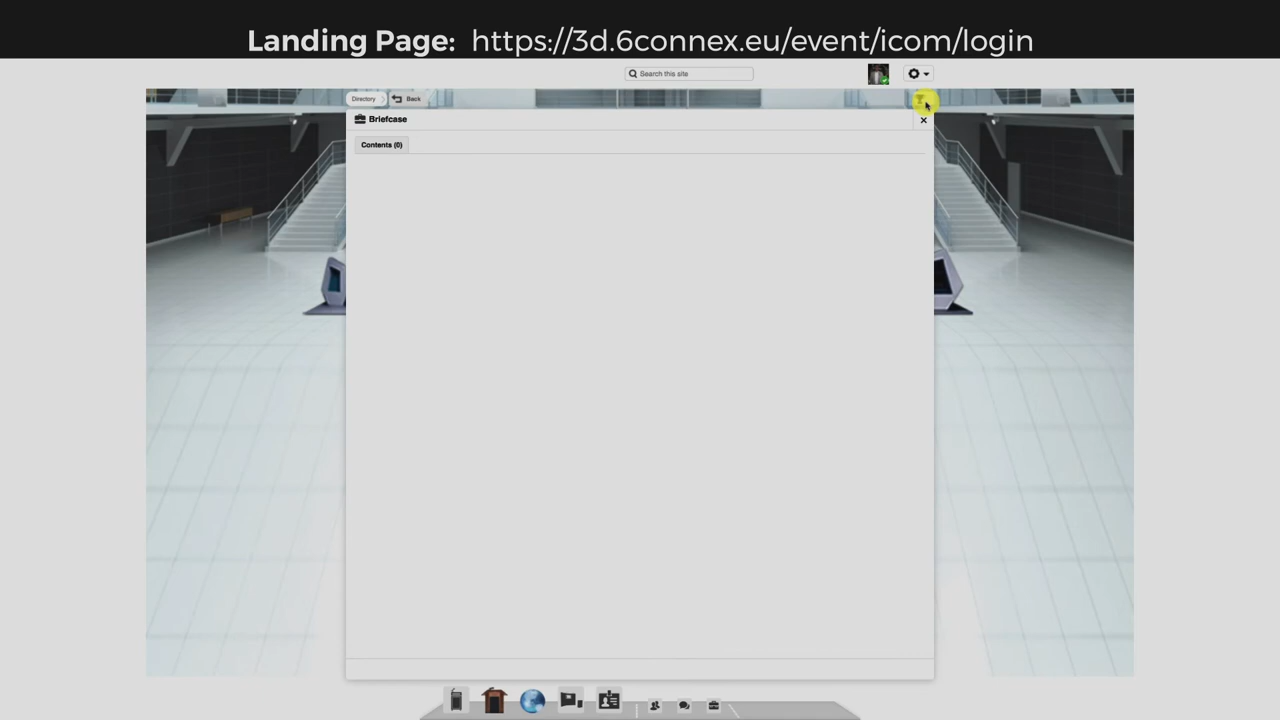 Landing Page: https://3d.6connex.eu/event/icom/login
Search this site
Directory
Back
Briefcase
Contents (0)